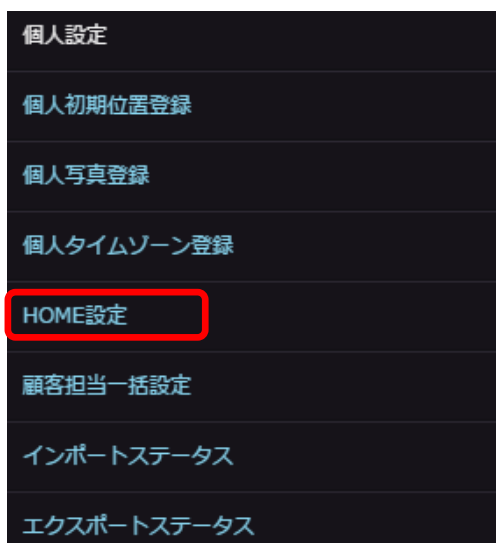 個人設定
個人初期位置登録
個人写真登録
個人タイムゾーン登録
HOME設定
顧客担当一括設定
インポートステータス
エクスポートステータス